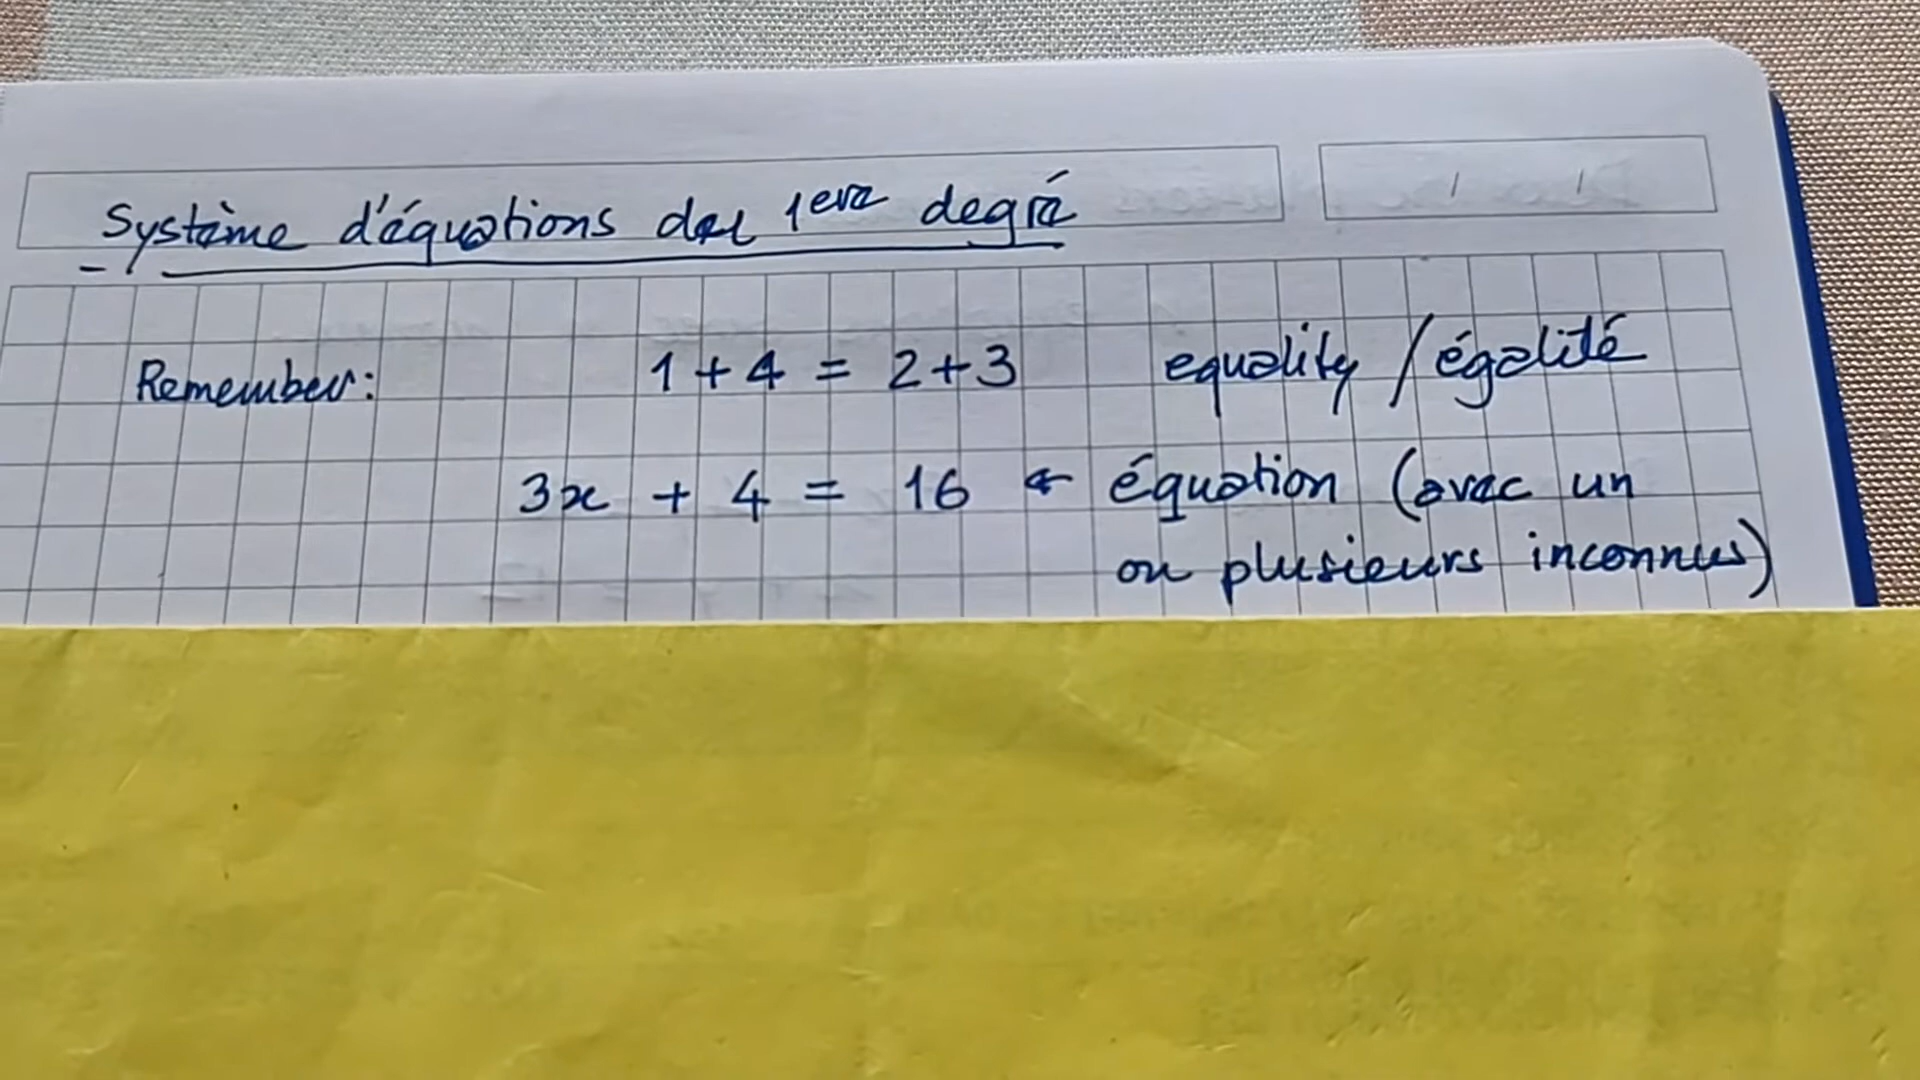 Système d'équations du 1ere degré
Remember: 1 + 4 = 2 + 3 equality / égalité
3x + 4 = 16 ← équation (avec un
ou plusieurs inconnus)